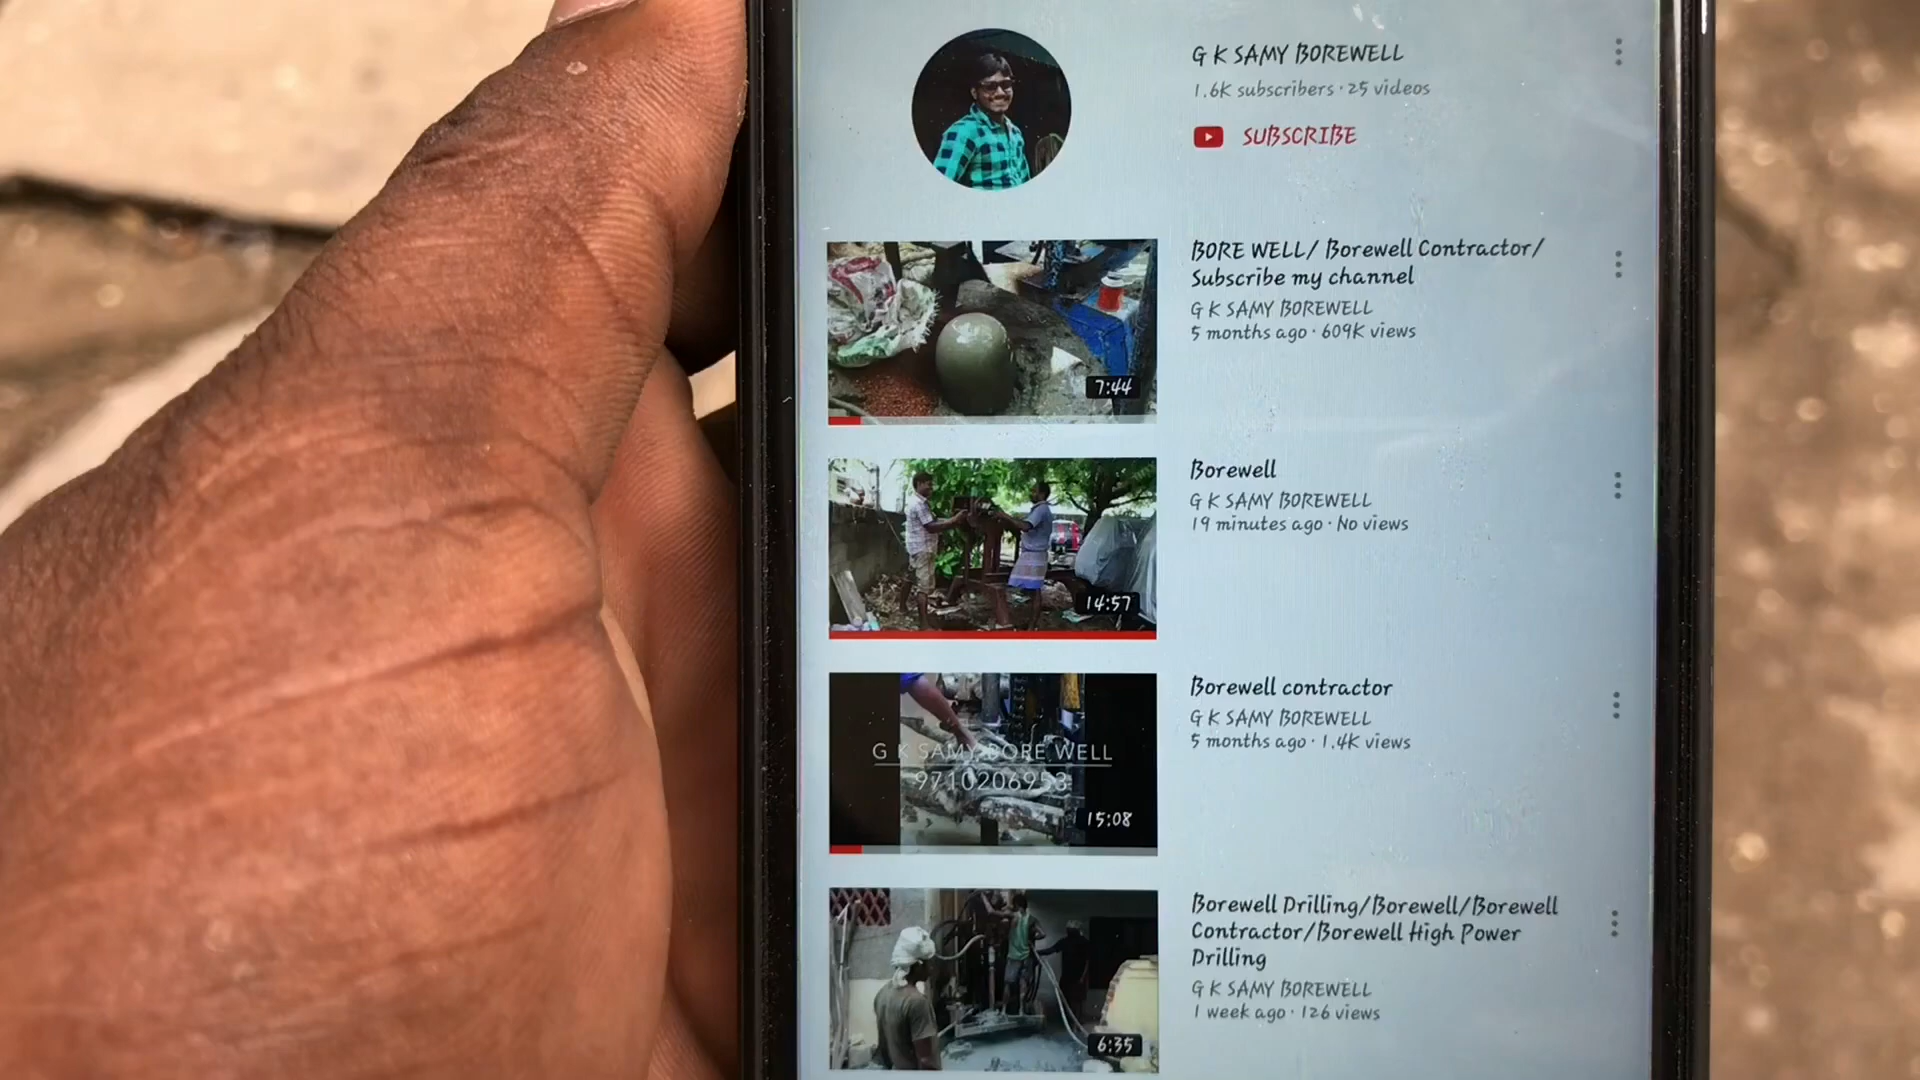 G K SAMY BOREWELL
1.6K subscribers · 25 videos
SUBSCRIBE
BORE WELL/ Borewell Contractor/
Subscribe my channel
G K SAMY BOREWELL
5 months ago · 609K views
7:44
Borewell
G K SAMY BOREWELL
19 minutes ago · No views
14:57
Borewell contractor
G K SAMY BOREWELL
5 months ago · 1.4K views
G K SAMY BORE WELL
9710206953
15:08
Borewell Drilling/Borewell/Borewell
Contractor/Borewell High Power
Drilling
G K SAMY BOREWELL
1 week ago · 126 views
6:35